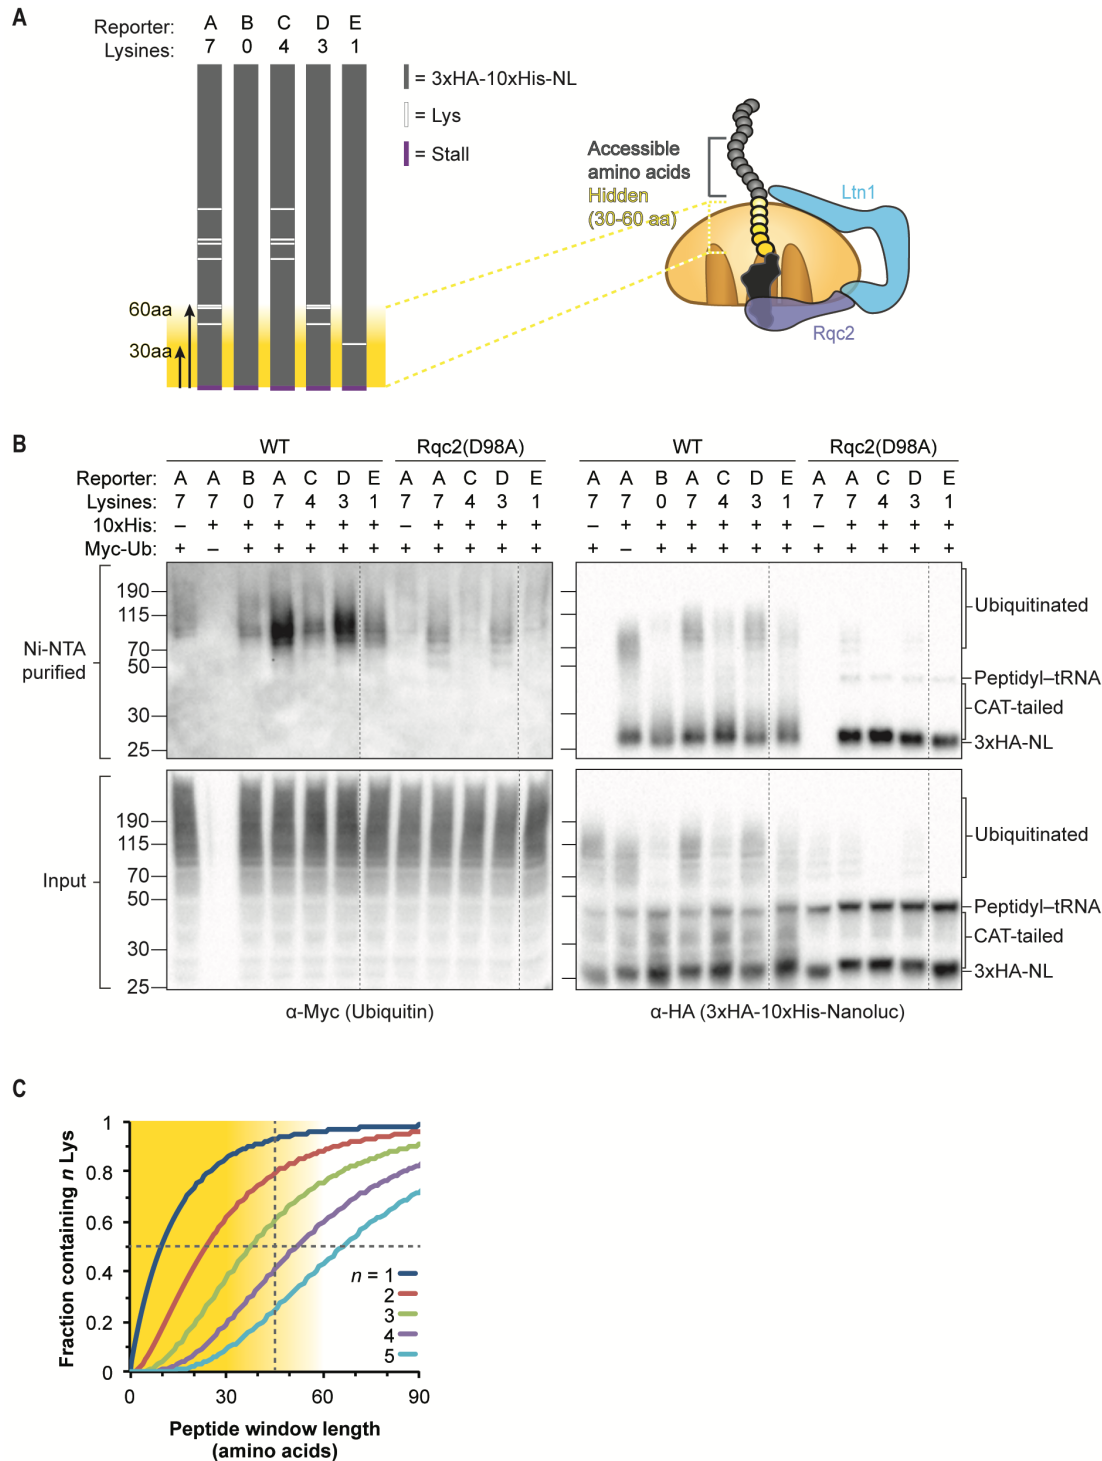 A
Reporter: A B C D E
Lysines: 7 0 4 3 1
= 3xHA-10xHis-NL
= Lys
= Stall
60aa
30aa
Accessible
amino acids
Hidden
(30-60 aa)
Ltn1
Rqc2
B
WT Rqc2(D98A) WT Rqc2(D98A)
Reporter: A A B A C D E A A C D E A A B A C D E A A C D E
Lysines: 7 7 0 7 4 3 1 7 7 4 3 1 7 7 0 7 4 3 1 7 7 4 3 1
10xHis: – + + + + + + – + + + + – + + + + + + – + + + +
Myc-Ub: + – + + + + + + + + + + + – + + + + + + + + + +
Ni-NTA
purified
190
115
70
50
30
25
Ubiquitinated
Peptidyl–tRNA
CAT-tailed
3xHA-NL
Input
190
115
70
50
30
25
Ubiquitinated
Peptidyl–tRNA
CAT-tailed
3xHA-NL
α-Myc (Ubiquitin) α-HA (3xHA-10xHis-Nanoluc)
C
Fraction containing n Lys
1
0.8
0.6
0.4
0.2
0
n = 1
2
3
4
5
0 30 60 90
Peptide window length
(amino acids)